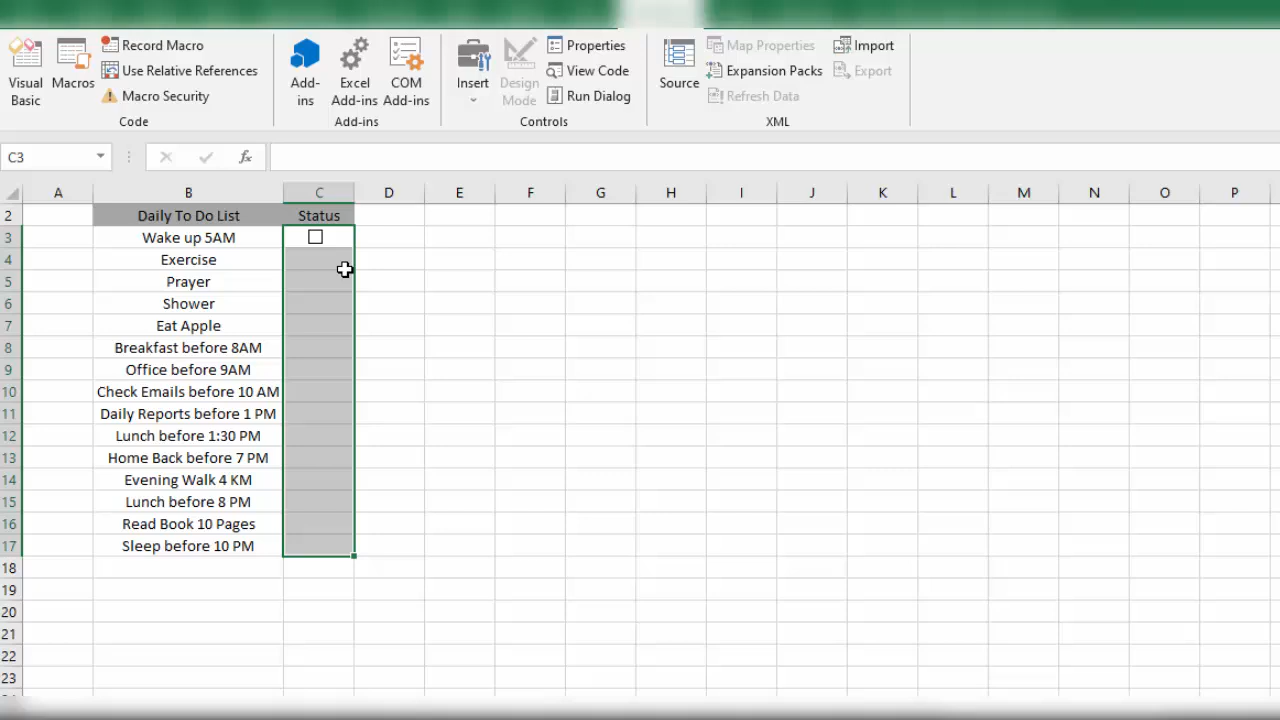 Visual Basic
Macros
Record Macro
Use Relative References
Macro Security
Code
Add-ins
Excel Add-ins
COM Add-ins
Add-ins
Insert
Design Mode
Properties
View Code
Run Dialog
Controls
Source
Map Properties
Expansion Packs
Refresh Data
Import
Export
XML
C3
fx
A B C D E F G H I J K L M N O P
2 Daily To Do List Status
3 Wake up 5AM
4 Exercise
5 Prayer
6 Shower
7 Eat Apple
8 Breakfast before 8AM
9 Office before 9AM
10 Check Emails before 10 AM
11 Daily Reports before 1 PM
12 Lunch before 1:30 PM
13 Home Back before 7 PM
14 Evening Walk 4 KM
15 Lunch before 8 PM
16 Read Book 10 Pages
17 Sleep before 10 PM
18
19
20
21
22
23